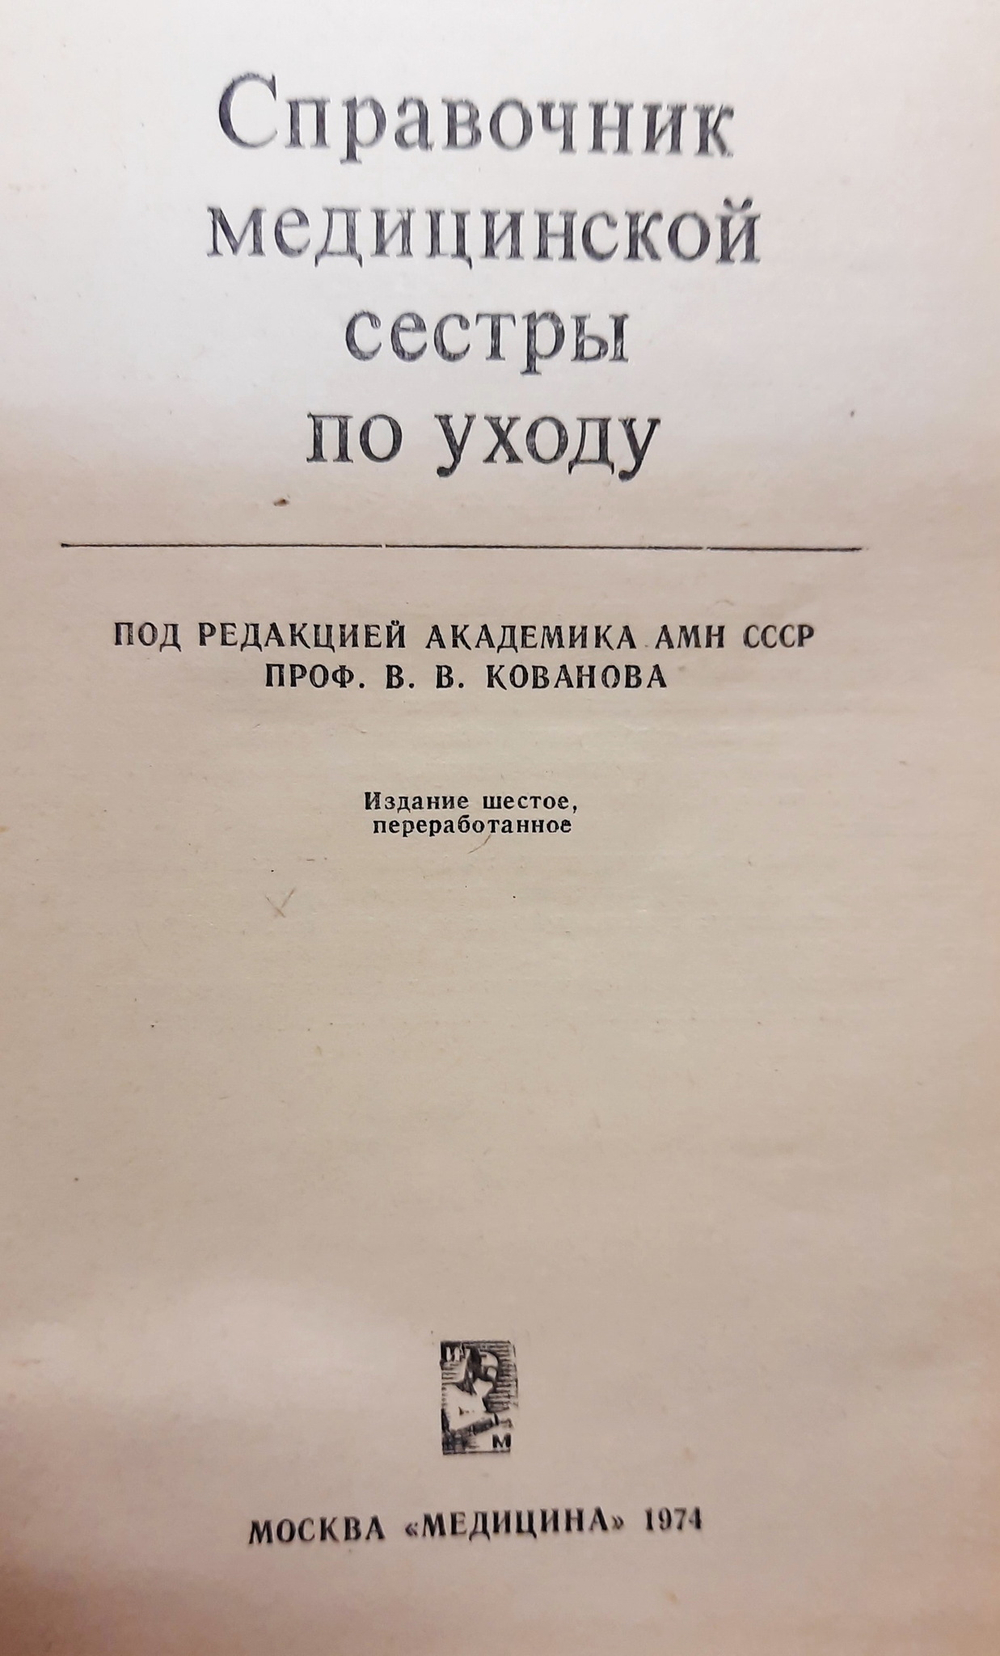 Справочник
медицинской
сестры
по уходу
ПОД РЕДАКЦИЕЙ АКАДЕМИКА АМН СССР
ПРОФ. В. В. КОВАНОВА
Издание шестое,
переработанное
И
М
МОСКВА «МЕДИЦИНА» 1974